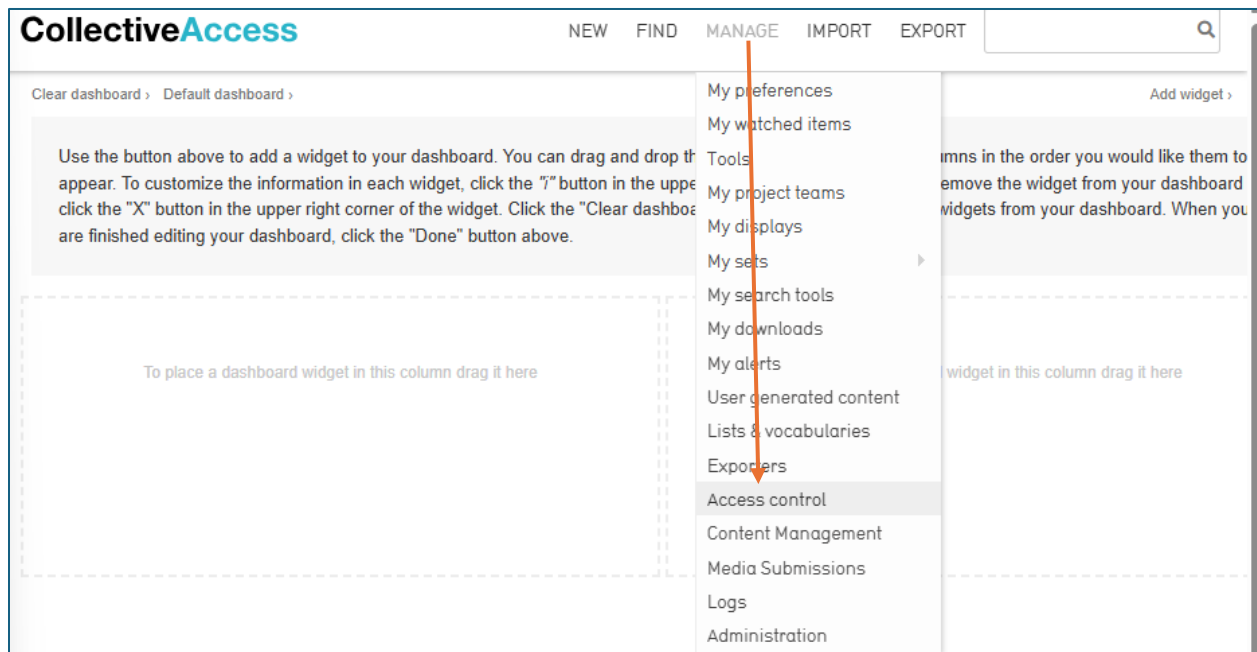 CollectiveAccess
NEW FIND MANAGE IMPORT EXPORT
Clear dashboard › Default dashboard ›
Add widget ›
Use the button above to add a widget to your dashboard. You can drag and drop th
umns in the order you would like them to
appear. To customize the information in each widget, click the "i" button in the uppe
emove the widget from your dashboard
click the "X" button in the upper right corner of the widget. Click the "Clear dashboa
widgets from your dashboard. When you
are finished editing your dashboard, click the "Done" button above.
To place a dashboard widget in this column drag it here
widget in this column drag it here
My preferences
My watched items
Tools
My project teams
My displays
My sets
My search tools
My downloads
My alerts
User generated content
Lists & vocabularies
Exporters
Access control
Content Management
Media Submissions
Logs
Administration